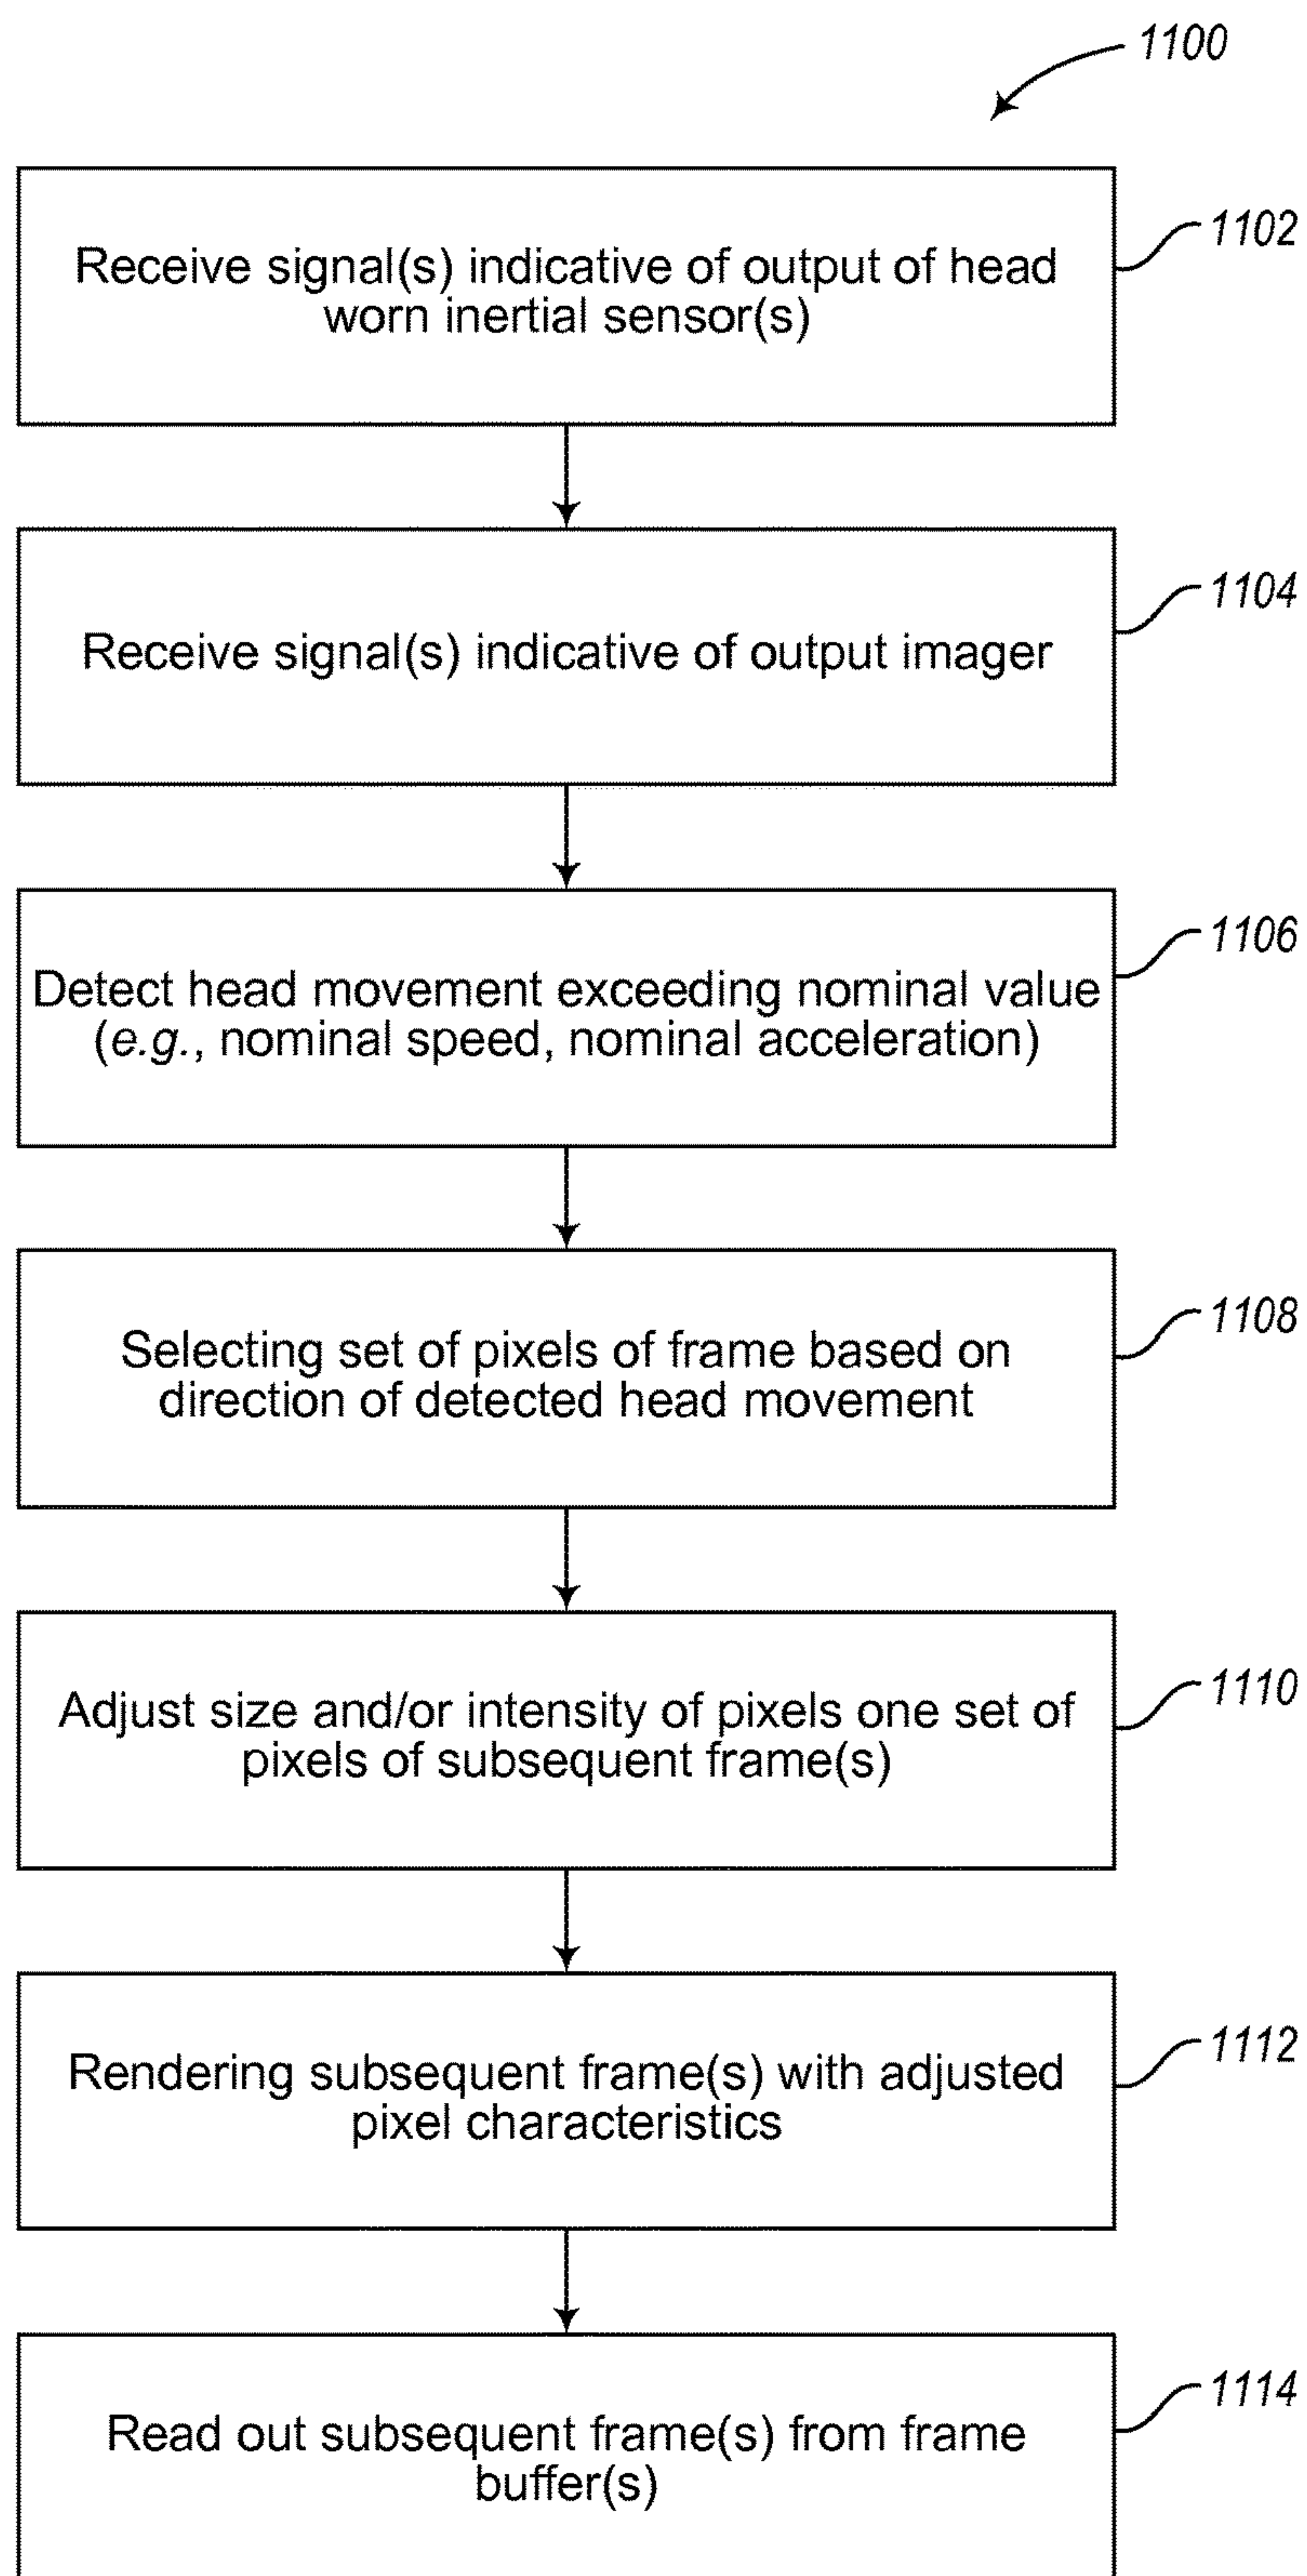 1100
1102
Receive signal(s) indicative of output of head
worn inertial sensor(s)
1104
Receive signal(s) indicative of output imager
1106
Detect head movement exceeding nominal value
(e.g., nominal speed, nominal acceleration)
1108
Selecting set of pixels of frame based on
direction of detected head movement
1110
Adjust size and/or intensity of pixels one set of
pixels of subsequent frame(s)
1112
Rendering subsequent frame(s) with adjusted
pixel characteristics
1114
Read out subsequent frame(s) from frame
buffer(s)